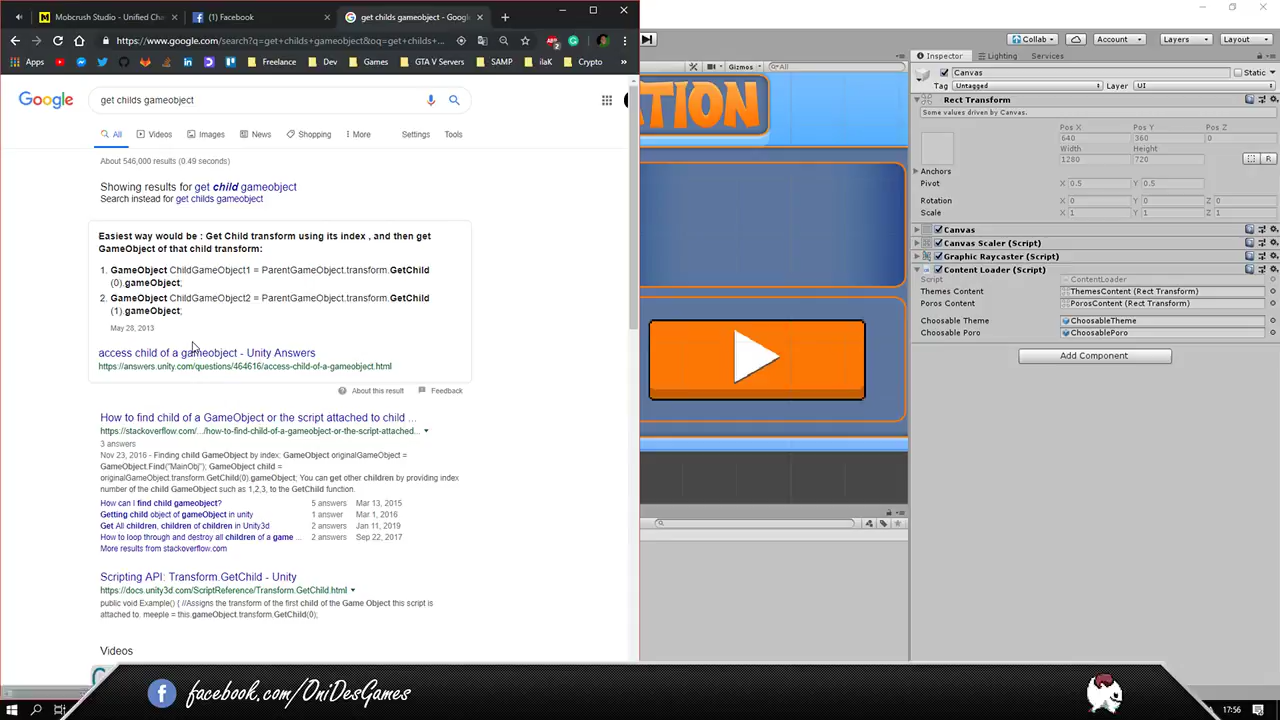 Mobcrush Studio - Unified Cha
(1) Facebook
get childs gameobject - Google
https://www.google.com/search?q=get+childs+gameobject&oq=get+childs+...
Apps
Freelance
Dev
Games
GTA V Servers
SAMP
ilaK
Crypto
Google
get childs gameobject
All
Videos
Images
News
Shopping
More
Settings
Tools
About 546,000 results (0.49 seconds)
Showing results for get child gameobject
Search instead for get childs gameobject
Easiest way would be : Get Child transform using its index , and then get
GameObject of that child transform:
1. GameObject ChildGameObject1 = ParentGameObject.transform.GetChild
(0).gameObject;
2. GameObject ChildGameObject2 = ParentGameObject.transform.GetChild
(1).gameObject;
May 28, 2013
access child of a gameobject - Unity Answers
https://answers.unity.com/questions/464616/access-child-of-a-gameobject.html
About this result
Feedback
How to find child of a GameObject or the script attached to child ...
https://stackoverflow.com/.../how-to-find-child-of-a-gameobject-or-the-script-attached...
3 answers
Nov 23, 2016 - Finding child GameObject by index: GameObject originalGameObject =
GameObject.Find("MainObj"); GameObject child =
originalGameObject.transform.GetChild(0).gameObject; You can get other children by providing index
number of the child GameObject such as 1,2,3, to the GetChild function.
How can I find child gameobject? 5 answers Mar 13, 2015
Getting child object of gameObject in unity 1 answer Mar 1, 2016
Get All children, children of children in Unity3d 2 answers Jan 11, 2019
How to loop through and destroy all children of a game ... 2 answers Sep 22, 2017
More results from stackoverflow.com
Scripting API: Transform.GetChild - Unity
https://docs.unity3d.com/ScriptReference/Transform.GetChild.html
public void Example() { //Assigns the transform of the first child of the Game Object this script is
attached to. meeple = this.gameObject.transform.GetChild(0);
Videos
Collab
Account
Layers
Layout
Gizmos
All
ATION
Inspector
Lighting
Services
Canvas
Static
Tag Untagged Layer UI
Rect Transform
Some values driven by Canvas.
Pos X Pos Y Pos Z
640 360 0
Width Height
1280 720
R
Anchors
Pivot X 0.5 Y 0.5
Rotation X 0 Y 0 Z 0
Scale X 1 Y 1 Z 1
Canvas
Canvas Scaler (Script)
Graphic Raycaster (Script)
Content Loader (Script)
Script ContentLoader
Themes Content ThemesContent (Rect Transform)
Poros Content PorosContent (Rect Transform)
Choosable Theme ChoosableTheme
Choosable Poro ChoosablePoro
Add Component
facebook.com/OniDesGames
17:56